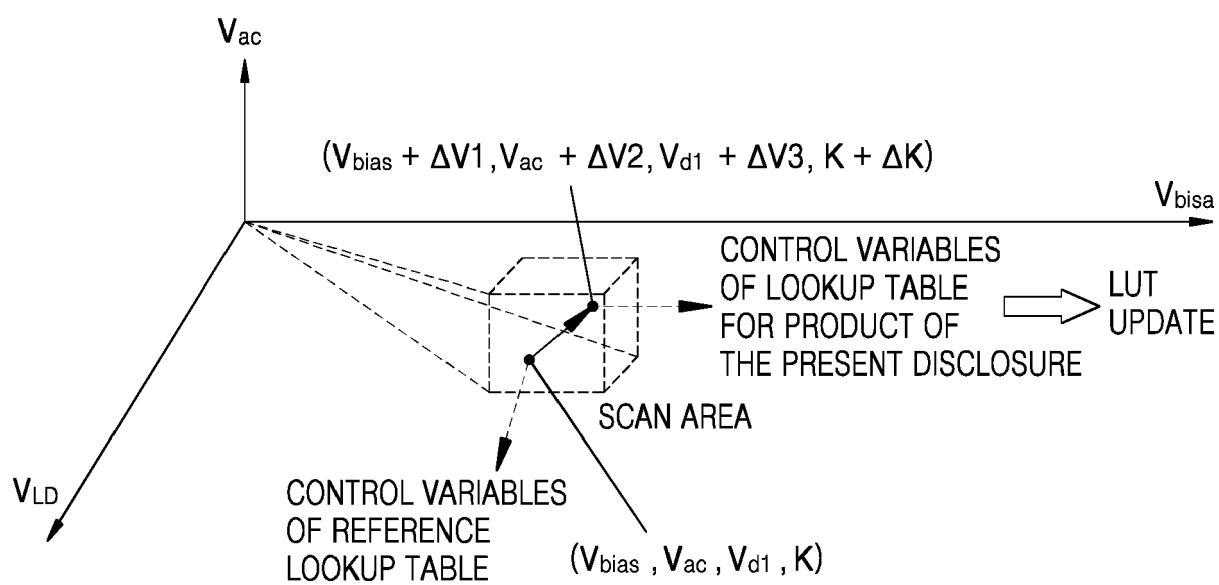 Vac
(Vbias + ΔV1, Vac + ΔV2, Vd1 + ΔV3, K + ΔK)
Vbisa
CONTROL VARIABLES
OF LOOKUP TABLE
FOR PRODUCT OF
THE PRESENT DISCLOSURE
LUT
UPDATE
SCAN AREA
VLD
CONTROL VARIABLES
OF REFERENCE
LOOKUP TABLE
(Vbias , Vac , Vd1 , K)